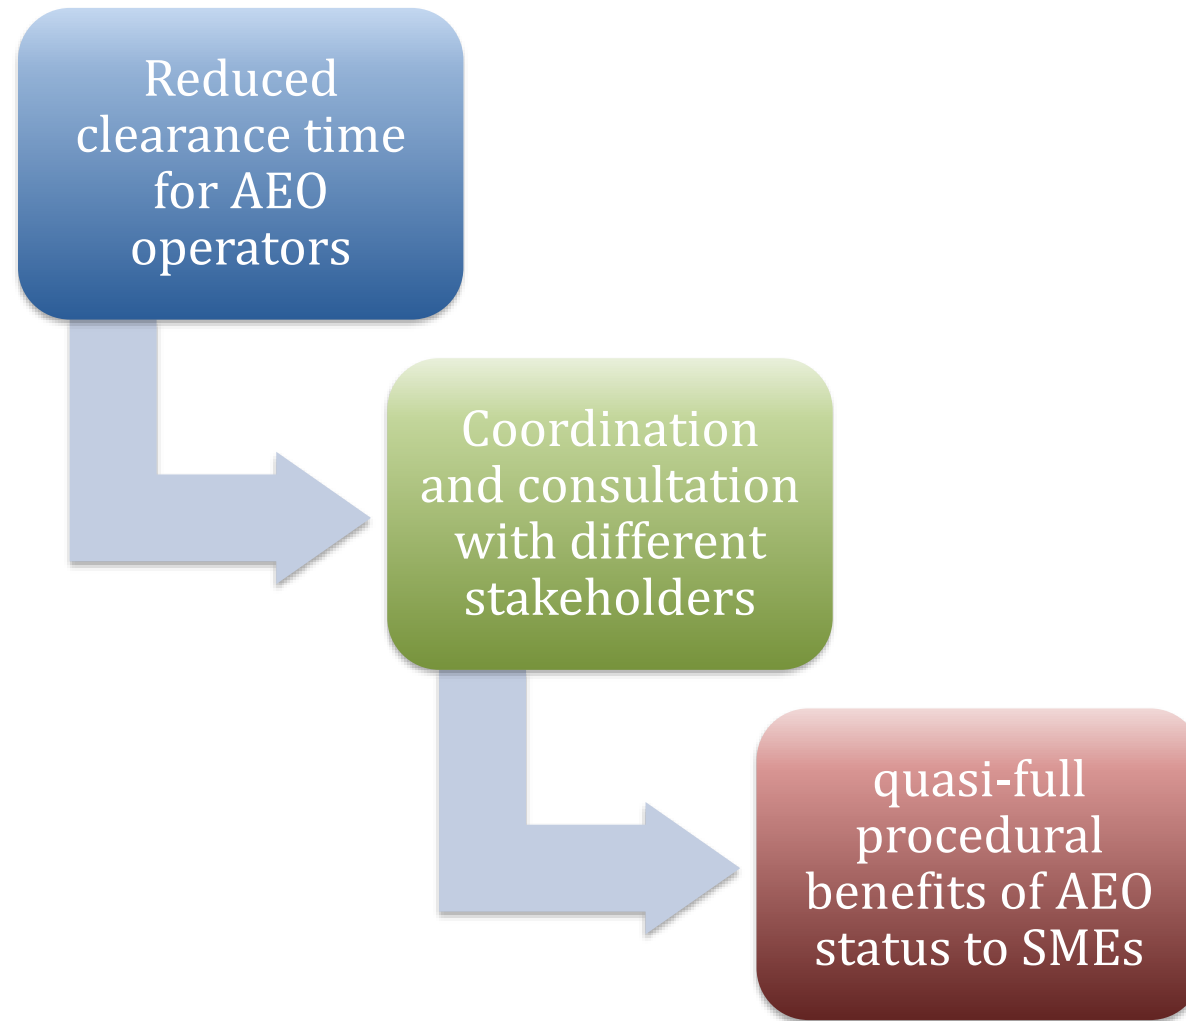 Reduced
clearance time
for AEO
operators
Coordination
and consultation
with different
stakeholders
quasi-full
procedural
benefits of AEO
status to SMEs